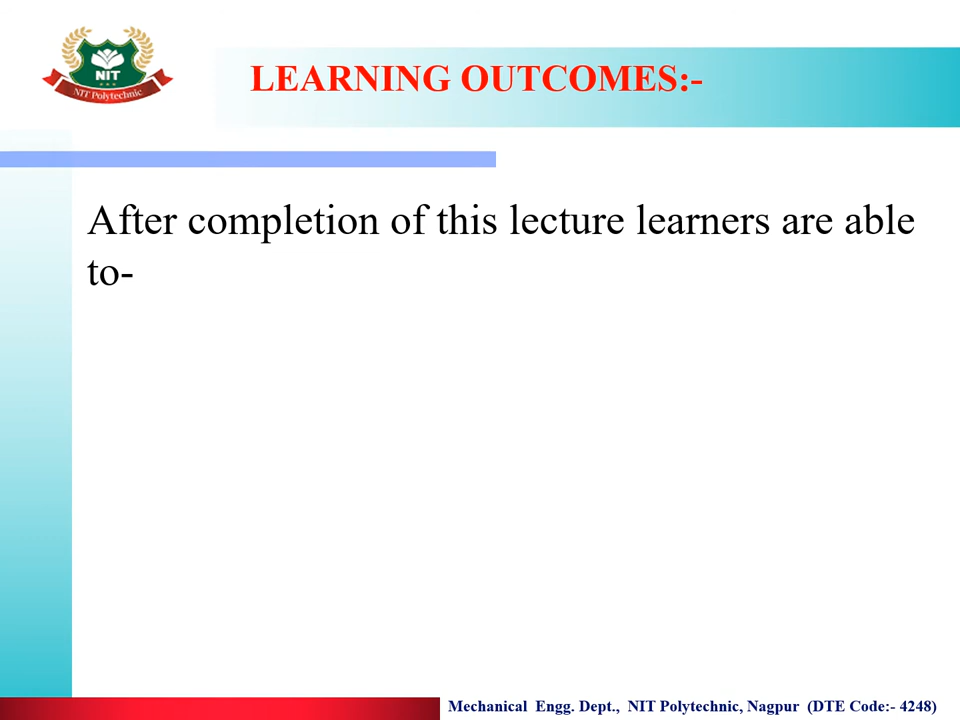 NIT
NIT Polytechnic
LEARNING OUTCOMES:-
After completion of this lecture learners are able
to-
Mechanical Engg. Dept., NIT Polytechnic, Nagpur (DTE Code:- 4248)